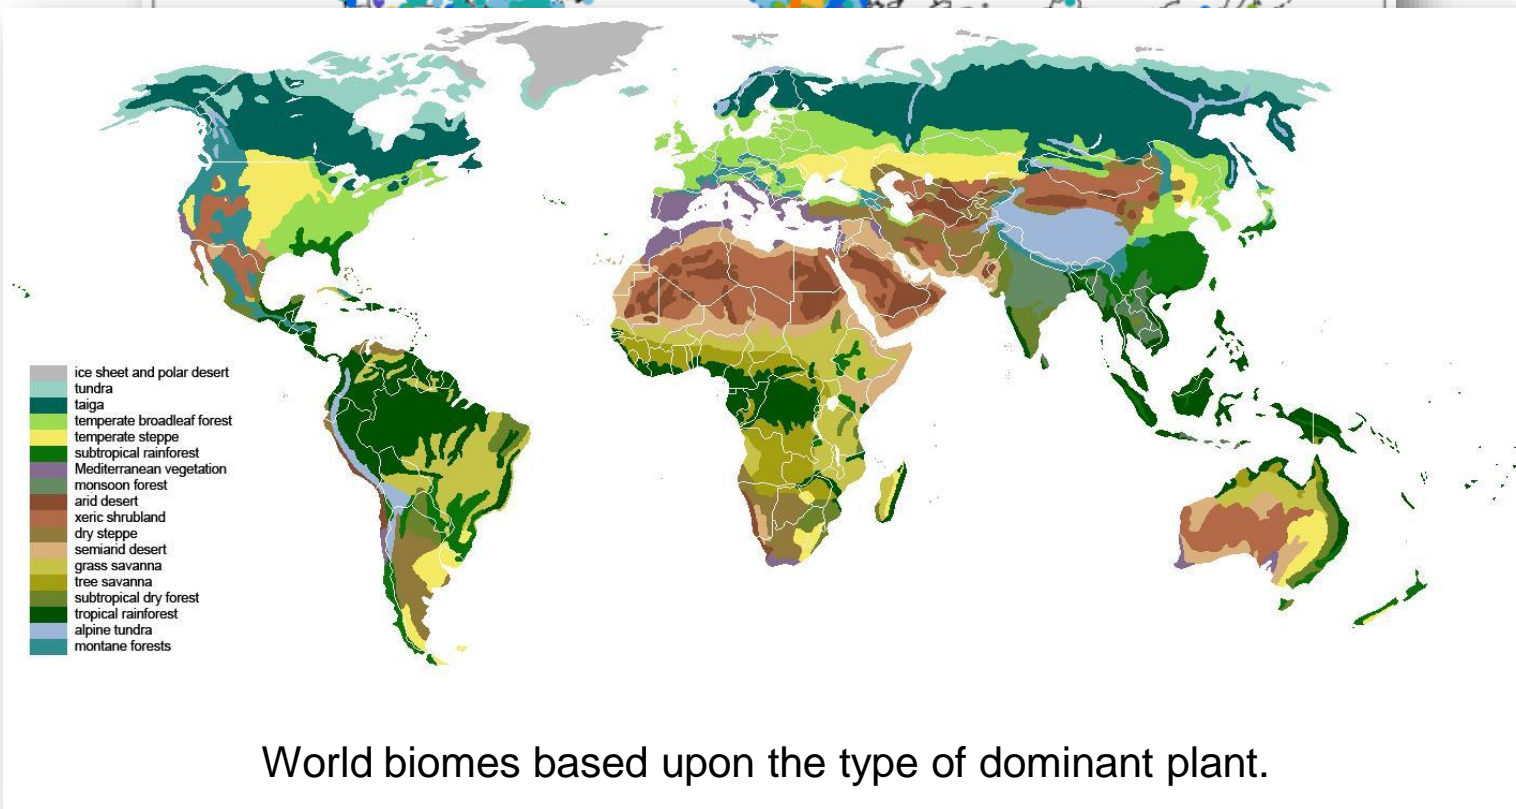 ice sheet and polar desert
tundra
taiga
temperate broadleaf forest
temperate steppe
subtropical rainforest
Mediterranean vegetation
monsoon forest
arid desert
xeric shrubland
dry steppe
semiarid desert
grass savanna
tree savanna
subtropical dry forest
tropical rainforest
alpine tundra
montane forests
World biomes based upon the type of dominant plant.